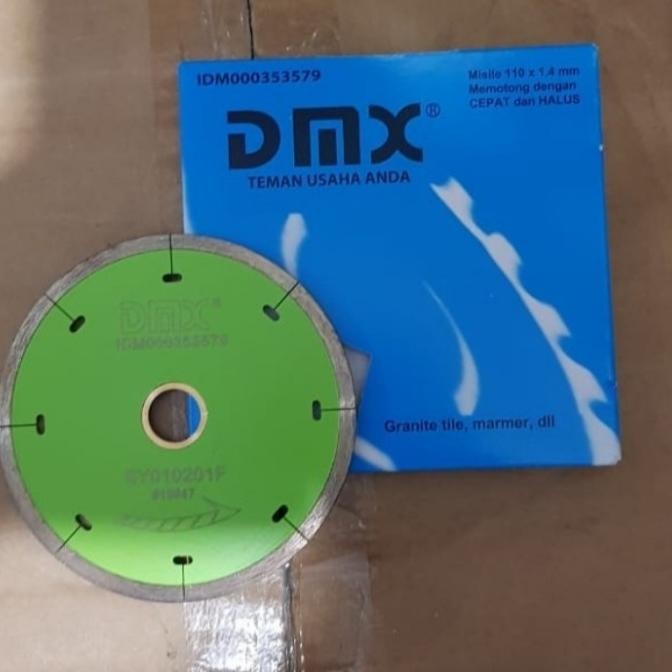 IDM000353579
Misile 110 x 1.4 mm
Memotong dengan
CEPAT dan HALUS
DMX®
TEMAN USAHA ANDA
Granite tile, marmer, dll
DMX®
IDM000353579
SY010201F